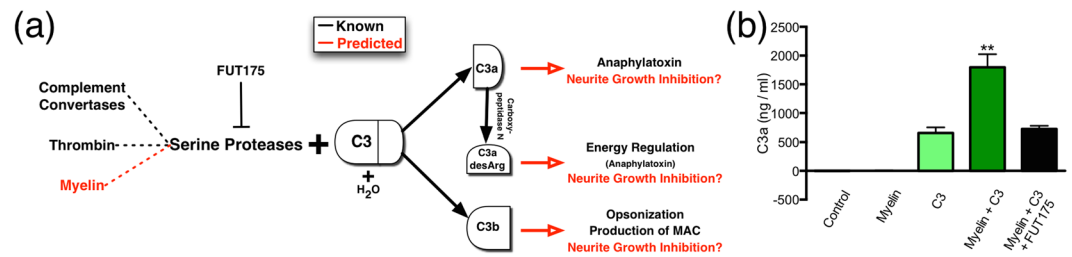 (a)
Known
Predicted
FUT175
Complement
Convertases
Thrombin
Serine Proteases
Myelin
+
C3
+
H2O
C3a
Carboxy-
peptidase N
C3a
desArg
C3b
Anaphylatoxin
Neurite Growth Inhibition?
Energy Regulation
(Anaphylatoxin)
Neurite Growth Inhibition?
Opsonization
Production of MAC
Neurite Growth Inhibition?
(b)
C3a (ng / ml)
2500
2000
1500
1000
500
0
-500
**
Control
Myelin
C3
Myelin + C3
Myelin + C3
+ FUT175